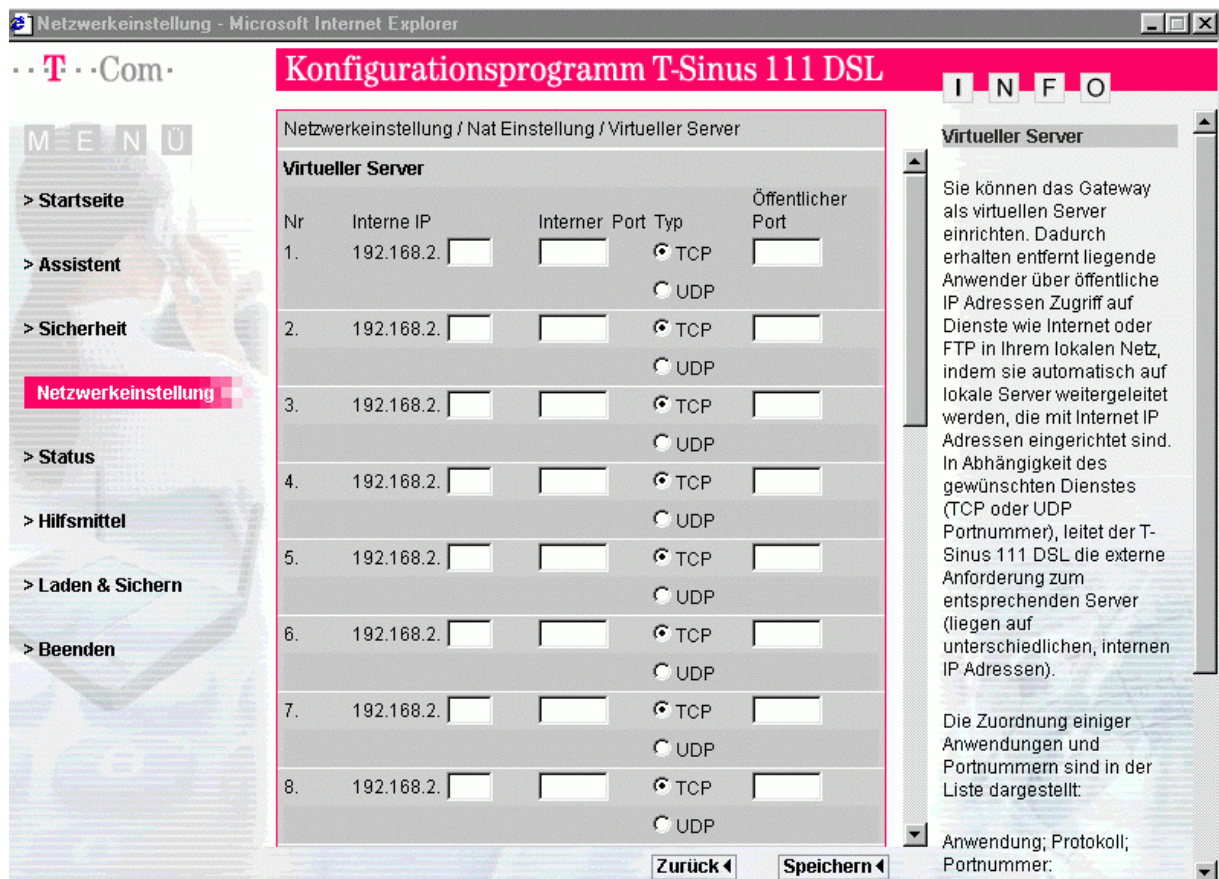 Netzwerkeinstellung - Microsoft Internet Explorer
· · T · · Com ·
Konfigurationsprogramm T-Sinus 111 DSL
I N F O
M E N Ü
> Startseite
> Assistent
> Sicherheit
Netzwerkeinstellung
> Status
> Hilfsmittel
> Laden & Sichern
> Beenden
Netzwerkeinstellung / Nat Einstellung / Virtueller Server
Virtueller Server
Nr Interne IP Interner Port Typ Öffentlicher Port
1. 192.168.2. TCP
UDP
2. 192.168.2. TCP
UDP
3. 192.168.2. TCP
UDP
4. 192.168.2. TCP
UDP
5. 192.168.2. TCP
UDP
6. 192.168.2. TCP
UDP
7. 192.168.2. TCP
UDP
8. 192.168.2. TCP
UDP
Zurück
Speichern
Virtueller Server
Sie können das Gateway
als virtuellen Server
einrichten. Dadurch
erhalten entfernt liegende
Anwender über öffentliche
IP Adressen Zugriff auf
Dienste wie Internet oder
FTP in Ihrem lokalen Netz,
indem sie automatisch auf
lokale Server weitergeleitet
werden, die mit Internet IP
Adressen eingerichtet sind.
In Abhängigkeit des
gewünschten Dienstes
(TCP oder UDP
Portnummer), leitet der T-
Sinus 111 DSL die externe
Anforderung zum
entsprechenden Server
(liegen auf
unterschiedlichen, internen
IP Adressen).
Die Zuordnung einiger
Anwendungen und
Portnummern sind in der
Liste dargestellt:
Anwendung; Protokoll;
Portnummer: